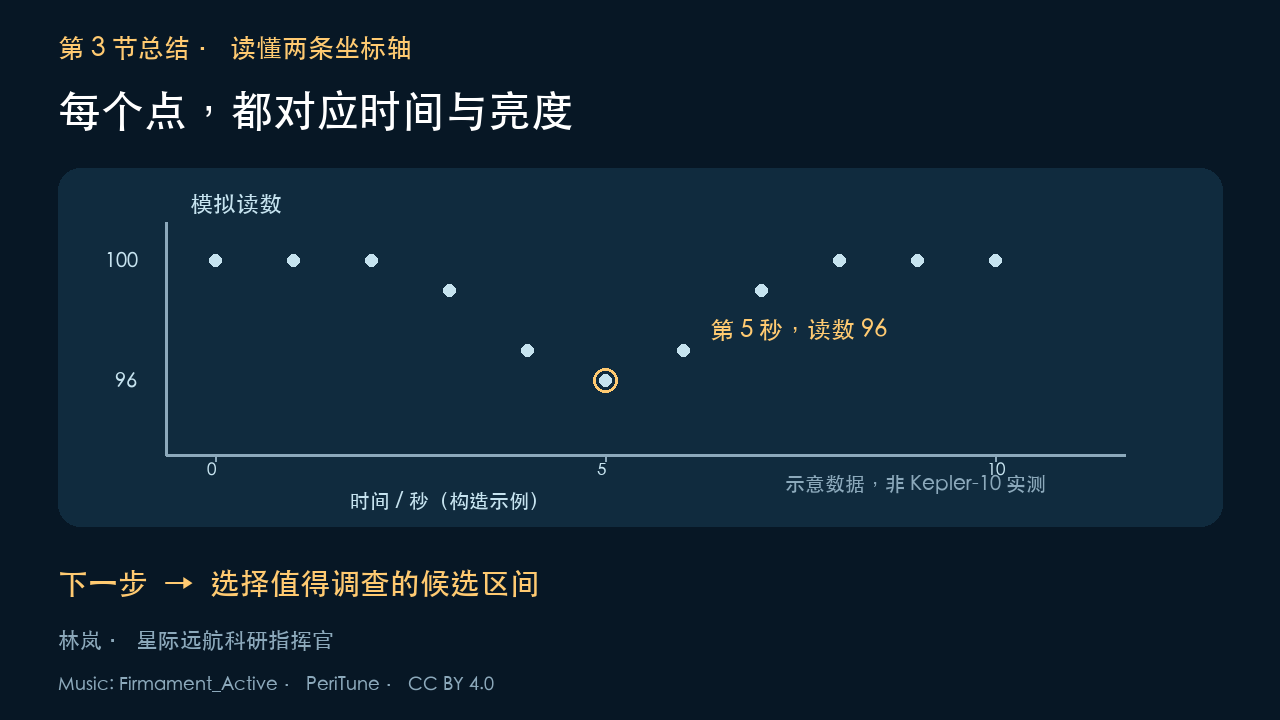 第 3 节总结 · 读懂两条坐标轴
每个点，都对应时间与亮度
模拟读数
100
第 5 秒，读数 96
96
0 5 10
示意数据，非 Kepler-10 实测
时间 / 秒（构造示例）
下一步 → 选择值得调查的候选区间
林岚 · 星际远航科研指挥官
Music: Firmament_Active · PeriTune · CC BY 4.0